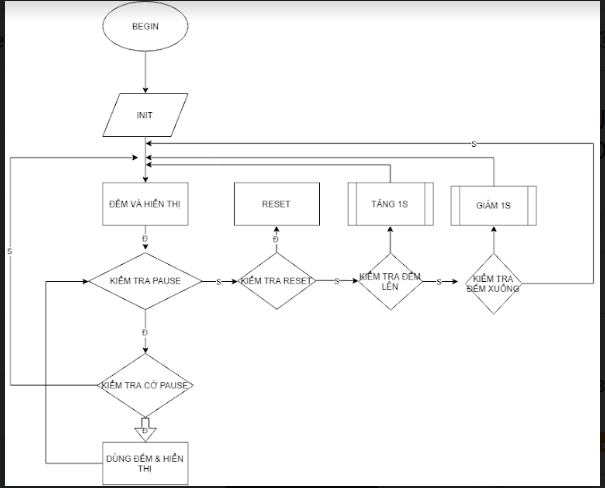 BEGIN
INIT
S
ĐẾM VÀ HIỂN THỊ
RESET
TĂNG 1S
GIẢM 1S
Đ
Đ
S
KIỂM TRA PAUSE
S
KIỂM TRA RESET
S
KIỂM TRA ĐẾM
LÊN
S
KIỂM TRA
ĐẾM XUỐNG
Đ
KIỂM TRA CỜ PAUSE
Đ
DỪNG ĐẾM & HIỂN
THỊ